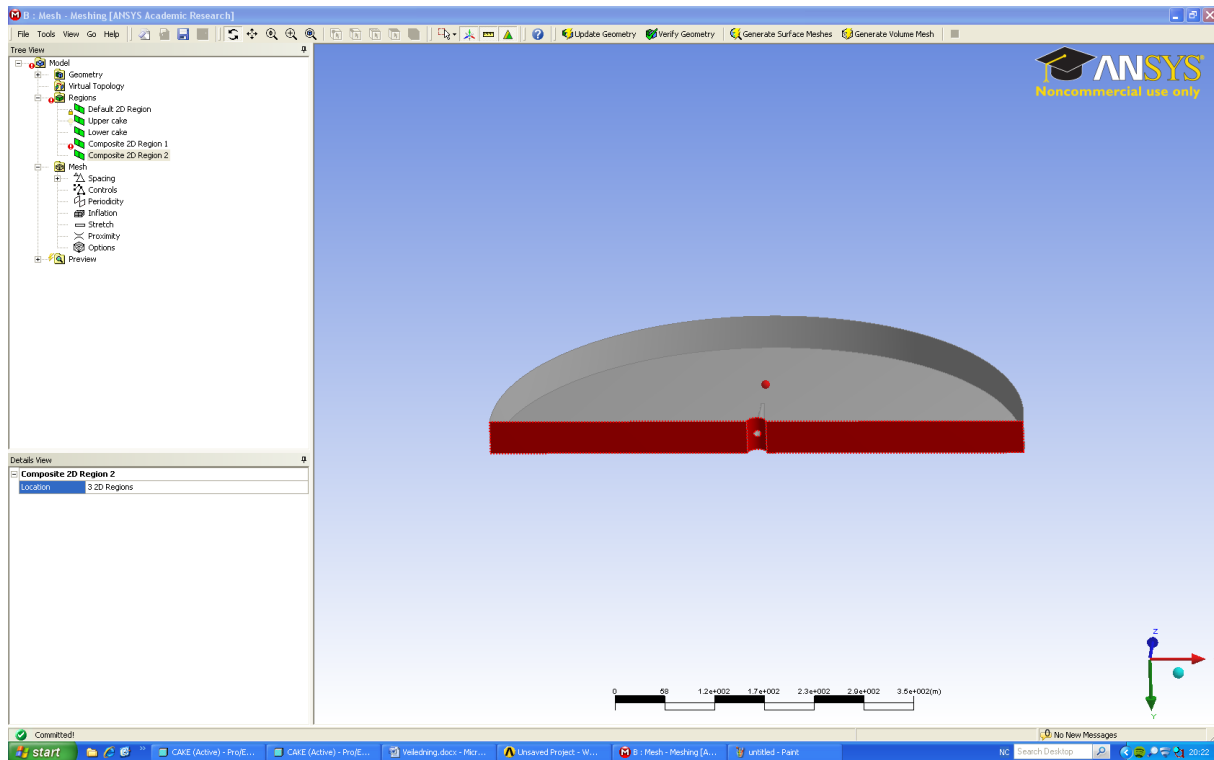 B : Mesh - Meshing [ANSYS Academic Research]
File Tools View Go Help Update Geometry Verify Geometry Generate Surface Meshes Generate Volume Mesh
Tree View
Model
Geometry
Virtual Topology
Regions
Default 2D Region
Upper cake
Lower cake
Composite 2D Region 1
Composite 2D Region 2
Mesh
Spacing
Controls
Periodicity
Inflation
Stretch
Proximity
Options
Preview
ANSYS
Noncommercial use only
Details View
Composite 2D Region 2
Location 3 2D Regions
0 58 1.2e+002 1.7e+002 2.3e+002 2.9e+002 3.5e+002(m)
Z
Y
Committed!
No New Messages
start CAKE (Active) - Pro/E... CAKE (Active) - Pro/E... Veiledning.docx - Micr... Unsaved Project - W... B : Mesh - Meshing [A... untitled - Paint NC Search Desktop 20:22